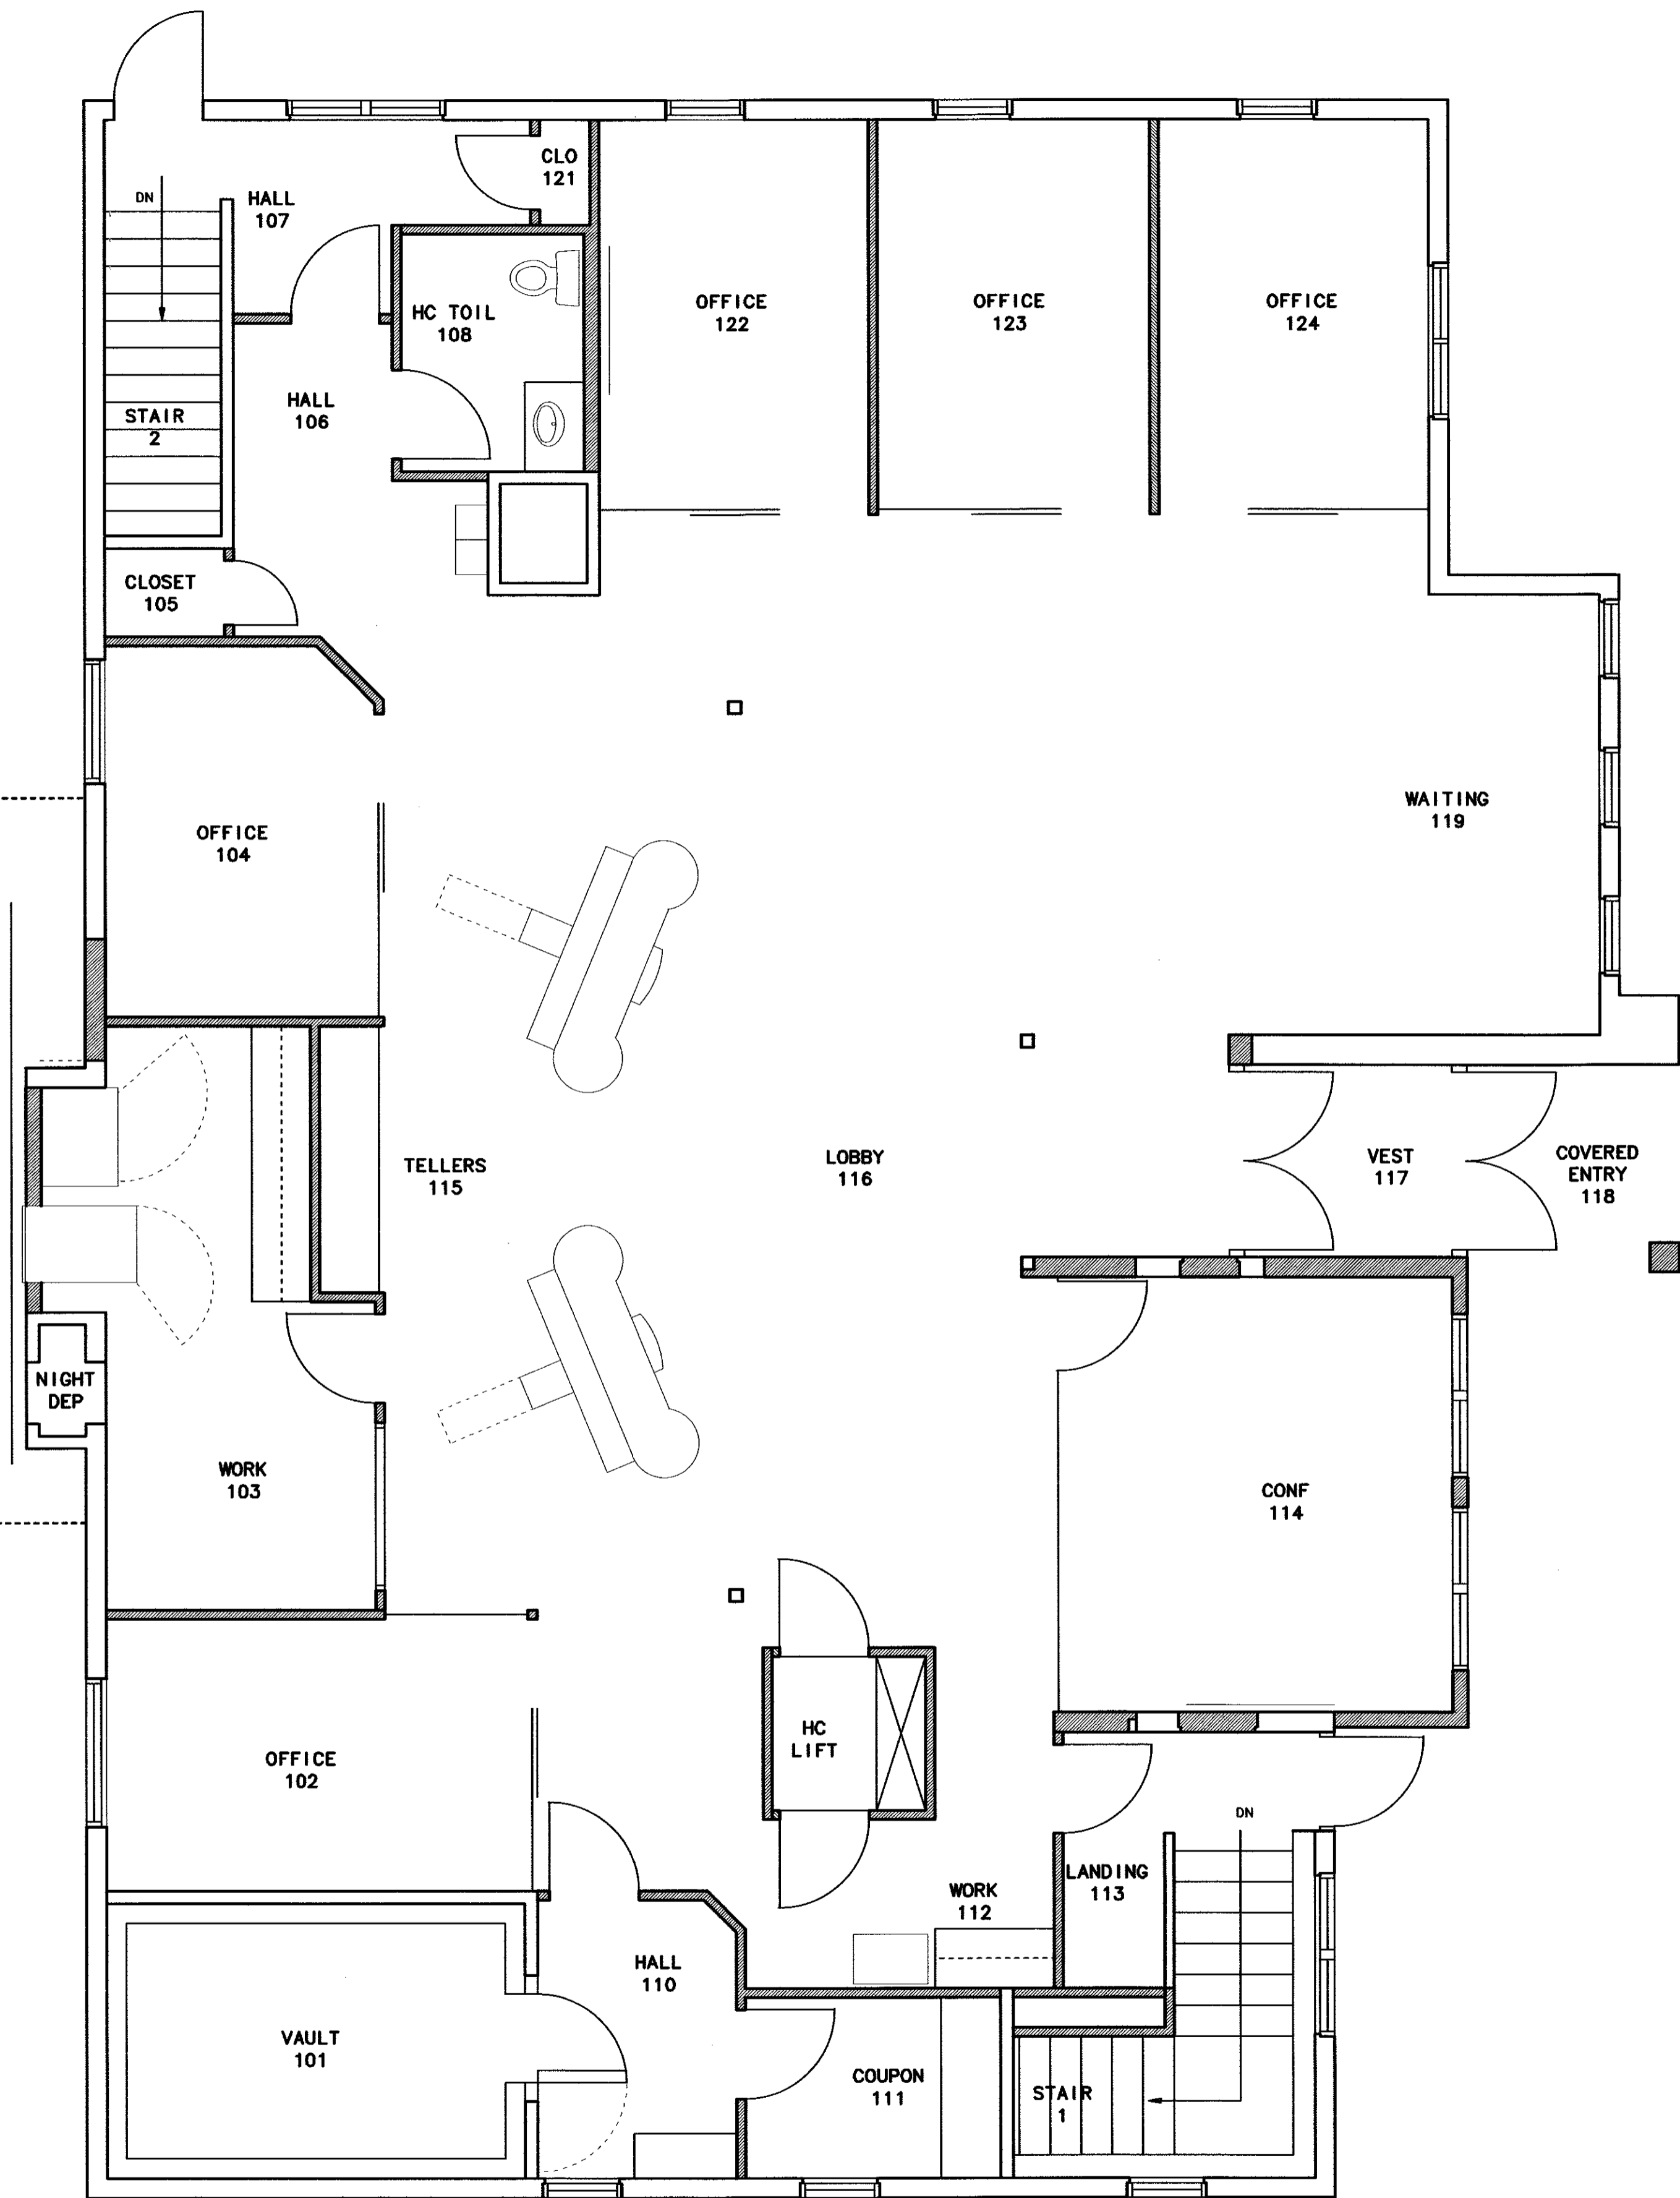 CLO
121
DN
HALL
107
HC TOIL
108
OFFICE
122
OFFICE
123
OFFICE
124
HALL
106
STAIR
2
CLOSET
105
OFFICE
104
WAITING
119
TELLERS
115
LOBBY
116
VEST
117
COVERED
ENTRY
118
NIGHT
DEP
WORK
103
CONF
114
HC
LIFT
OFFICE
102
DN
LANDING
113
WORK
112
HALL
110
VAULT
101
COUPON
111
STAIR
1